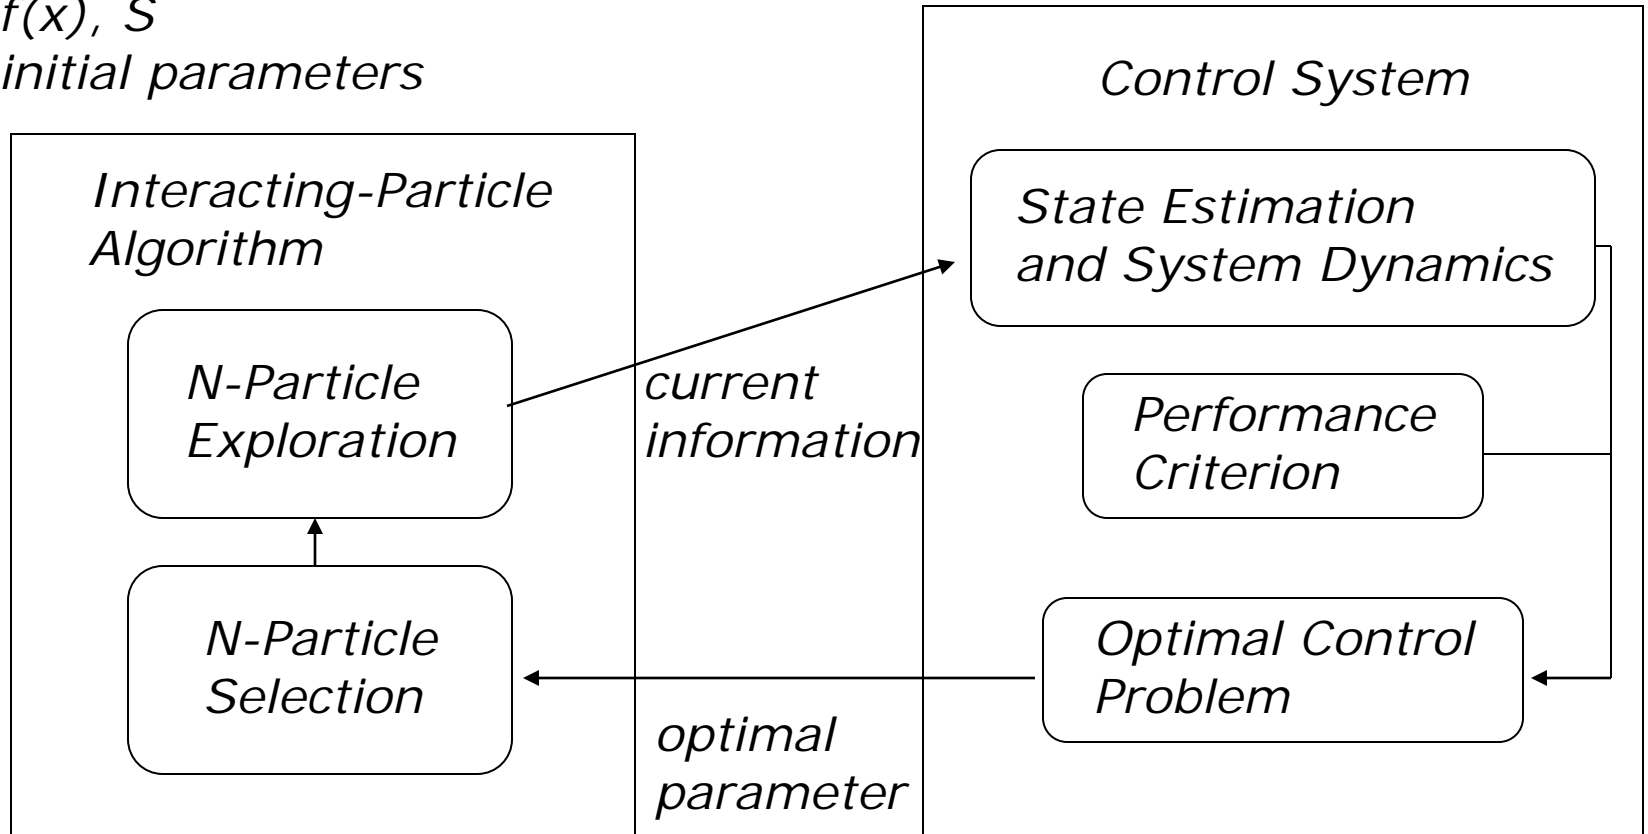 f(x), S
initial parameters
Interacting-Particle
Algorithm
N-Particle
Exploration
N-Particle
Selection
current
information
optimal
parameter
Control System
State Estimation
and System Dynamics
Performance
Criterion
Optimal Control
Problem